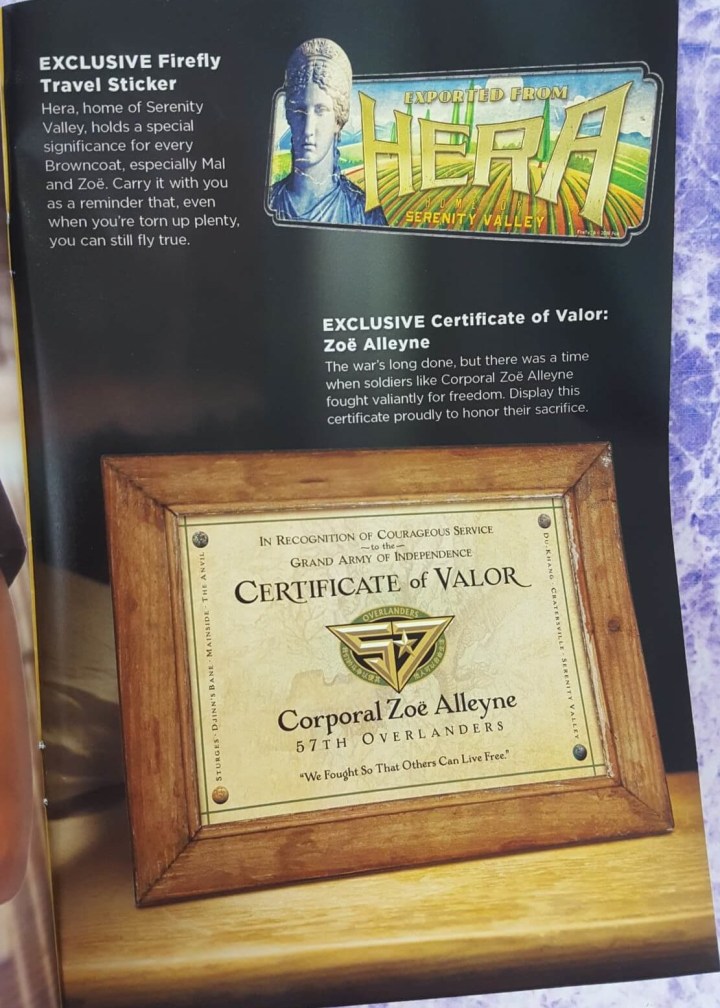 EXCLUSIVE Firefly
Travel Sticker
Hera, home of Serenity
Valley, holds a special
significance for every
Browncoat, especially Mal
and Zoë. Carry it with you
as a reminder that, even
when you're torn up plenty,
you can still fly true.
EXPORTED FROM
HERA
HOME OF
SERENITY VALLEY
EXCLUSIVE Certificate of Valor:
Zoë Alleyne
The war's long done, but there was a time
when soldiers like Corporal Zoë Alleyne
fought valiantly for freedom. Display this
certificate proudly to honor their sacrifice.
IN RECOGNITION OF COURAGEOUS SERVICE
—to the—
GRAND ARMY OF INDEPENDENCE
CERTIFICATE of VALOR
OVERLANDERS
57
Corporal Zoë Alleyne
57TH OVERLANDERS
"We Fought So That Others Can Live Free."
STURGES · DJINN'S BANE · MAINSIDE · THE ANVIL
DU-KHANG · CRATERSVILLE · SERENITY VALLEY